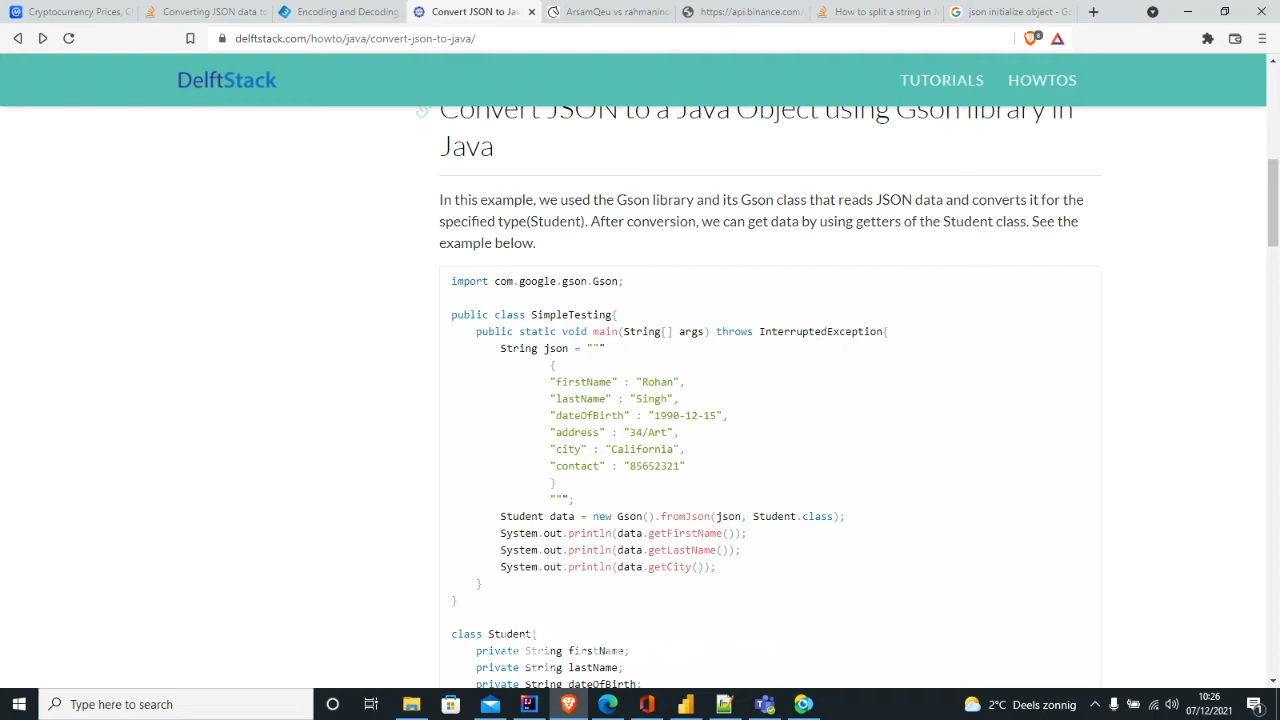 Cryptocurrency Prices, C
Converting JSON data to
Encoding and Decoding
Convert JSON to Java
ArsamQeu vs rahmaninc
https://api.binance.com/
How to split a string in J
json initialize object - Go
delftstack.com/howto/java/convert-json-to-java/
DelftStack
TUTORIALS
HOWTOS
Convert JSON to a Java Object using Gson library in
Java
In this example, we used the Gson library and its Gson class that reads JSON data and converts it for the
specified type(Student). After conversion, we can get data by using getters of the Student class. See the
example below.
import com.google.gson.Gson;
public class SimpleTesting{
public static void main(String[] args) throws InterruptedException{
String json = """
{
"firstName" : "Rohan",
"lastName" : "Singh",
"dateOfBirth" : "1990-12-15",
"address" : "34/Art",
"city" : "California",
"contact" : "85652321"
}
""";
Student data = new Gson().fromJson(json, Student.class);
System.out.println(data.getFirstName());
System.out.println(data.getLastName());
System.out.println(data.getCity());
}
}
class Student{
private String firstName;
private String lastName;
private String dateOfBirth;
Type here to search
2°C Deels zonnig
10:26
07/12/2021